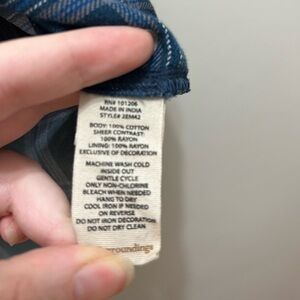 RN# 101206
MADE IN INDIA
STYLE# 2EM42
BODY: 100% COTTON
SHEER CONTRAST:
100% RAYON
LINING: 100% RAYON
EXCLUSIVE OF DECORATION
MACHINE WASH COLD
INSIDE OUT
GENTLE CYCLE
ONLY NON-CHLORINE
BLEACH WHEN NEEDED
HANG TO DRY
COOL IRON IF NEEDED
ON REVERSE
DO NOT IRON DECORATION
DO NOT DRY CLEAN
roundings